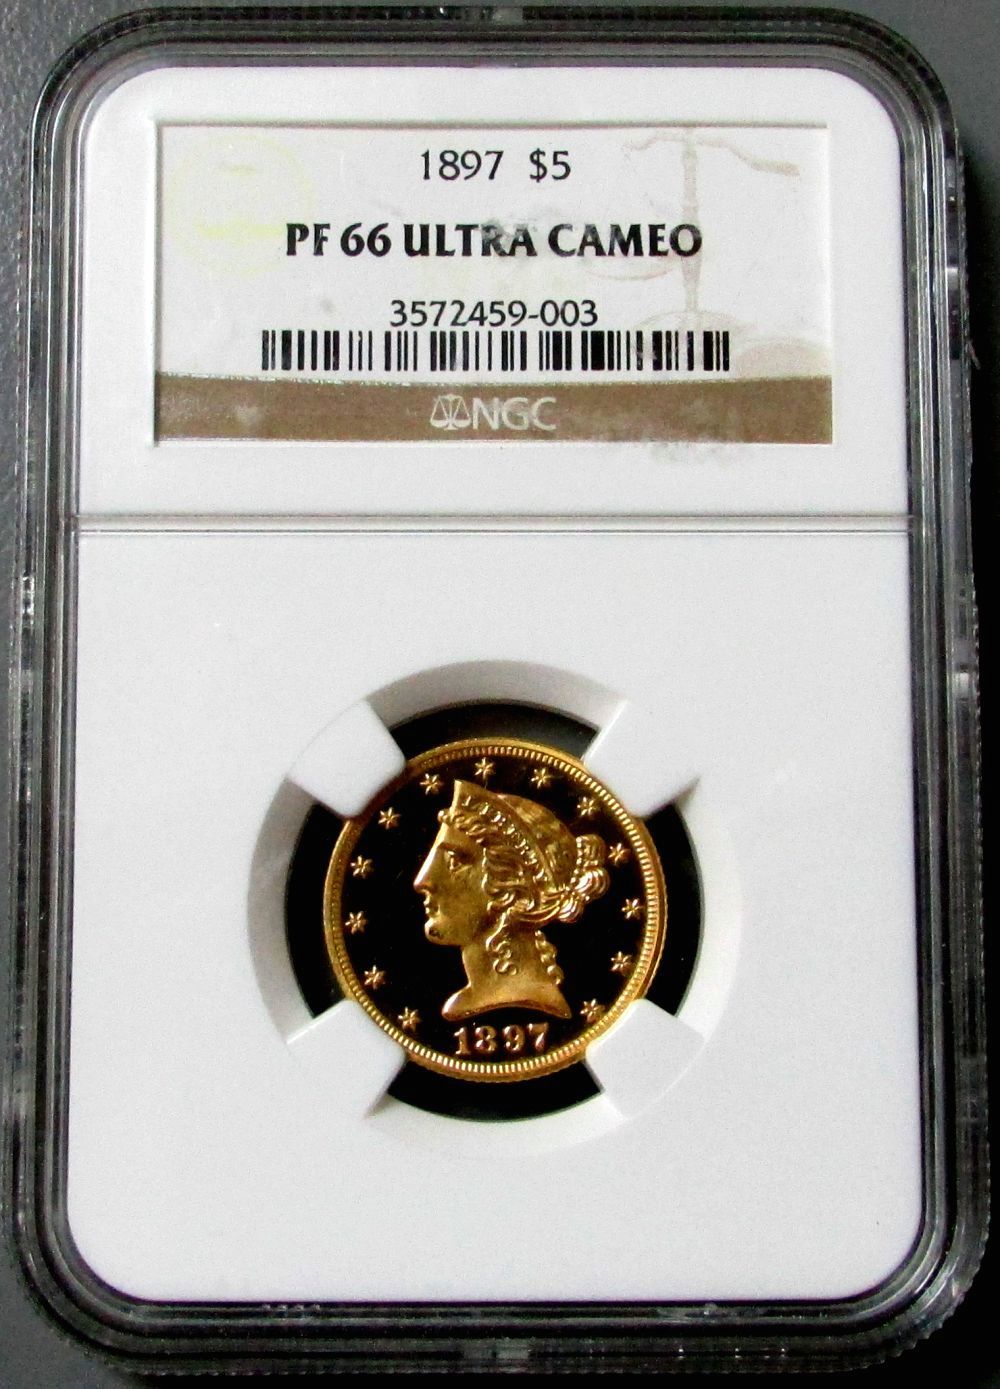 1897 $5
PF 66 ULTRA CAMEO
3572459-003
NGC
LIBERTY
1897